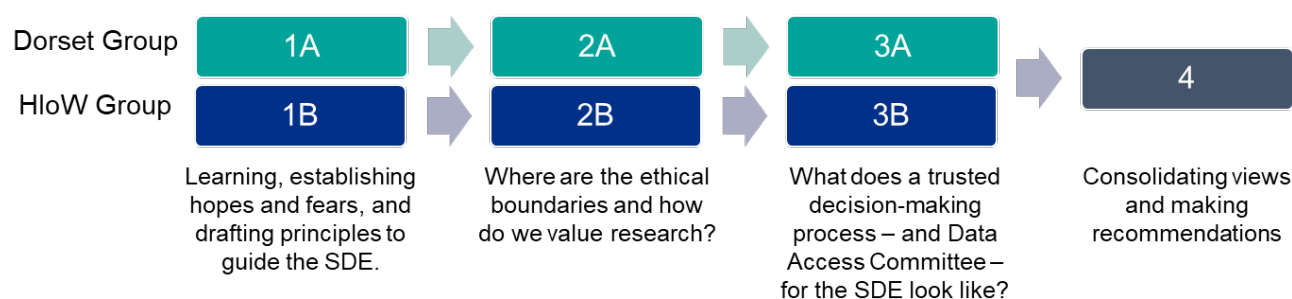 Dorset Group
1A
2A
3A
HIoW Group
1B
2B
3B
4
Learning, establishing
hopes and fears, and
drafting principles to
guide the SDE.
Where are the ethical
boundaries and how
do we value research?
What does a trusted
decision-making
process – and Data
Access Committee –
for the SDE look like?
Consolidating views
and making
recommendations